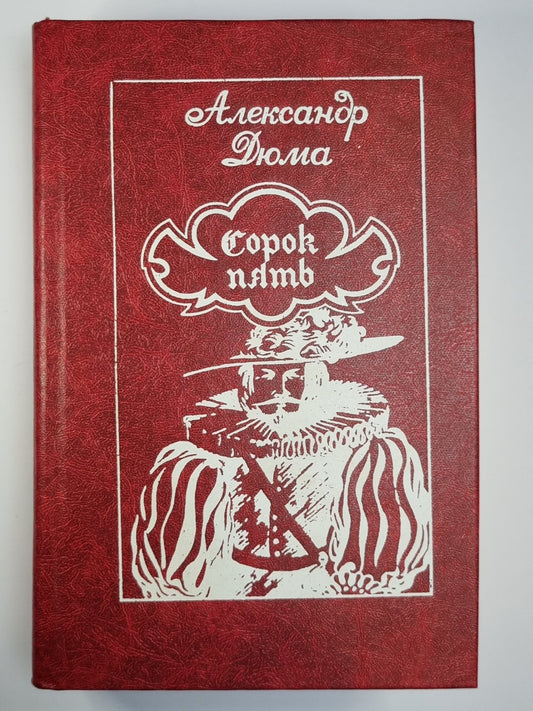 Александр
Дюма
Сорок
пять